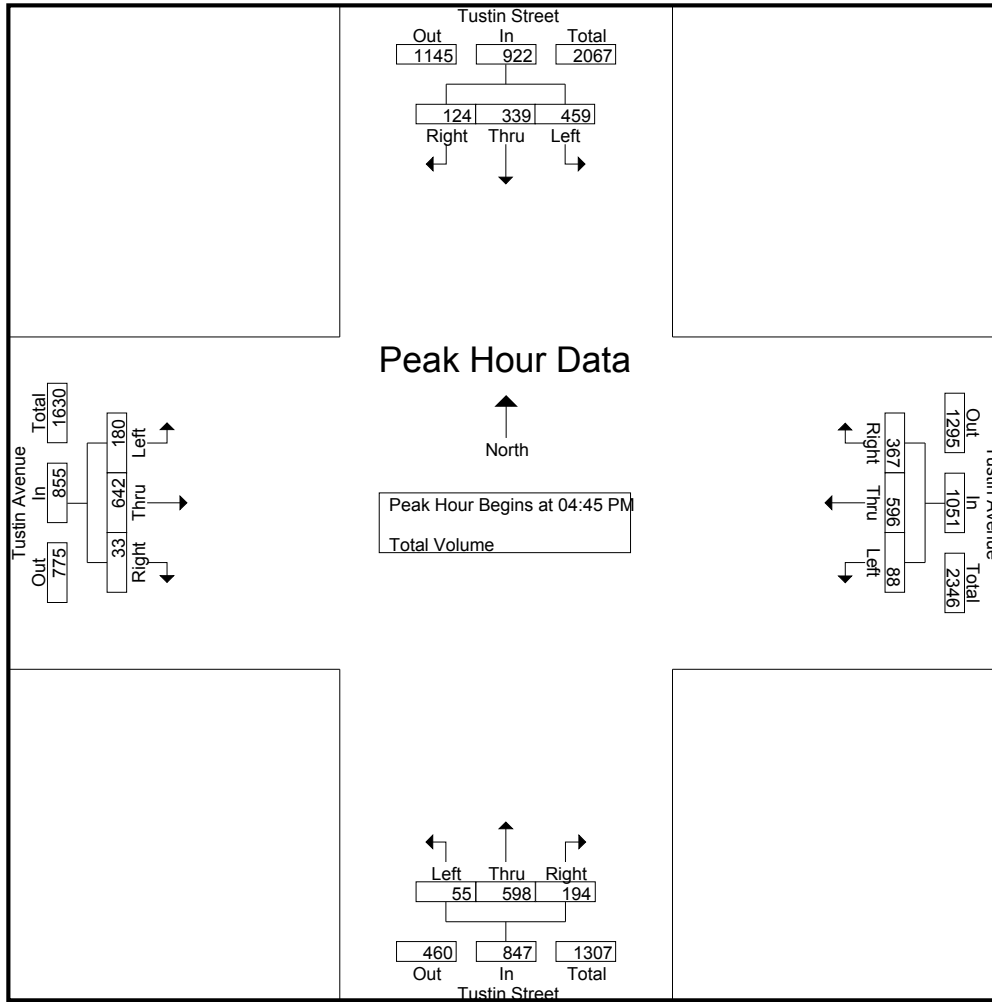 Tustin Street
Out In Total
1145 922 2067
124 339 459
Right Thru Left
Peak Hour Data
North
Peak Hour Begins at 04:45 PM
Total Volume
Tustin Avenue
Out In Total
775 855 1630
33 642 180
Right Thru Left
Tustin Avenue
Out In Total
1295 1051 2346
367 596 88
Right Thru Left
Left Thru Right
55 598 194
460 847 1307
Out In Total
Tustin Street